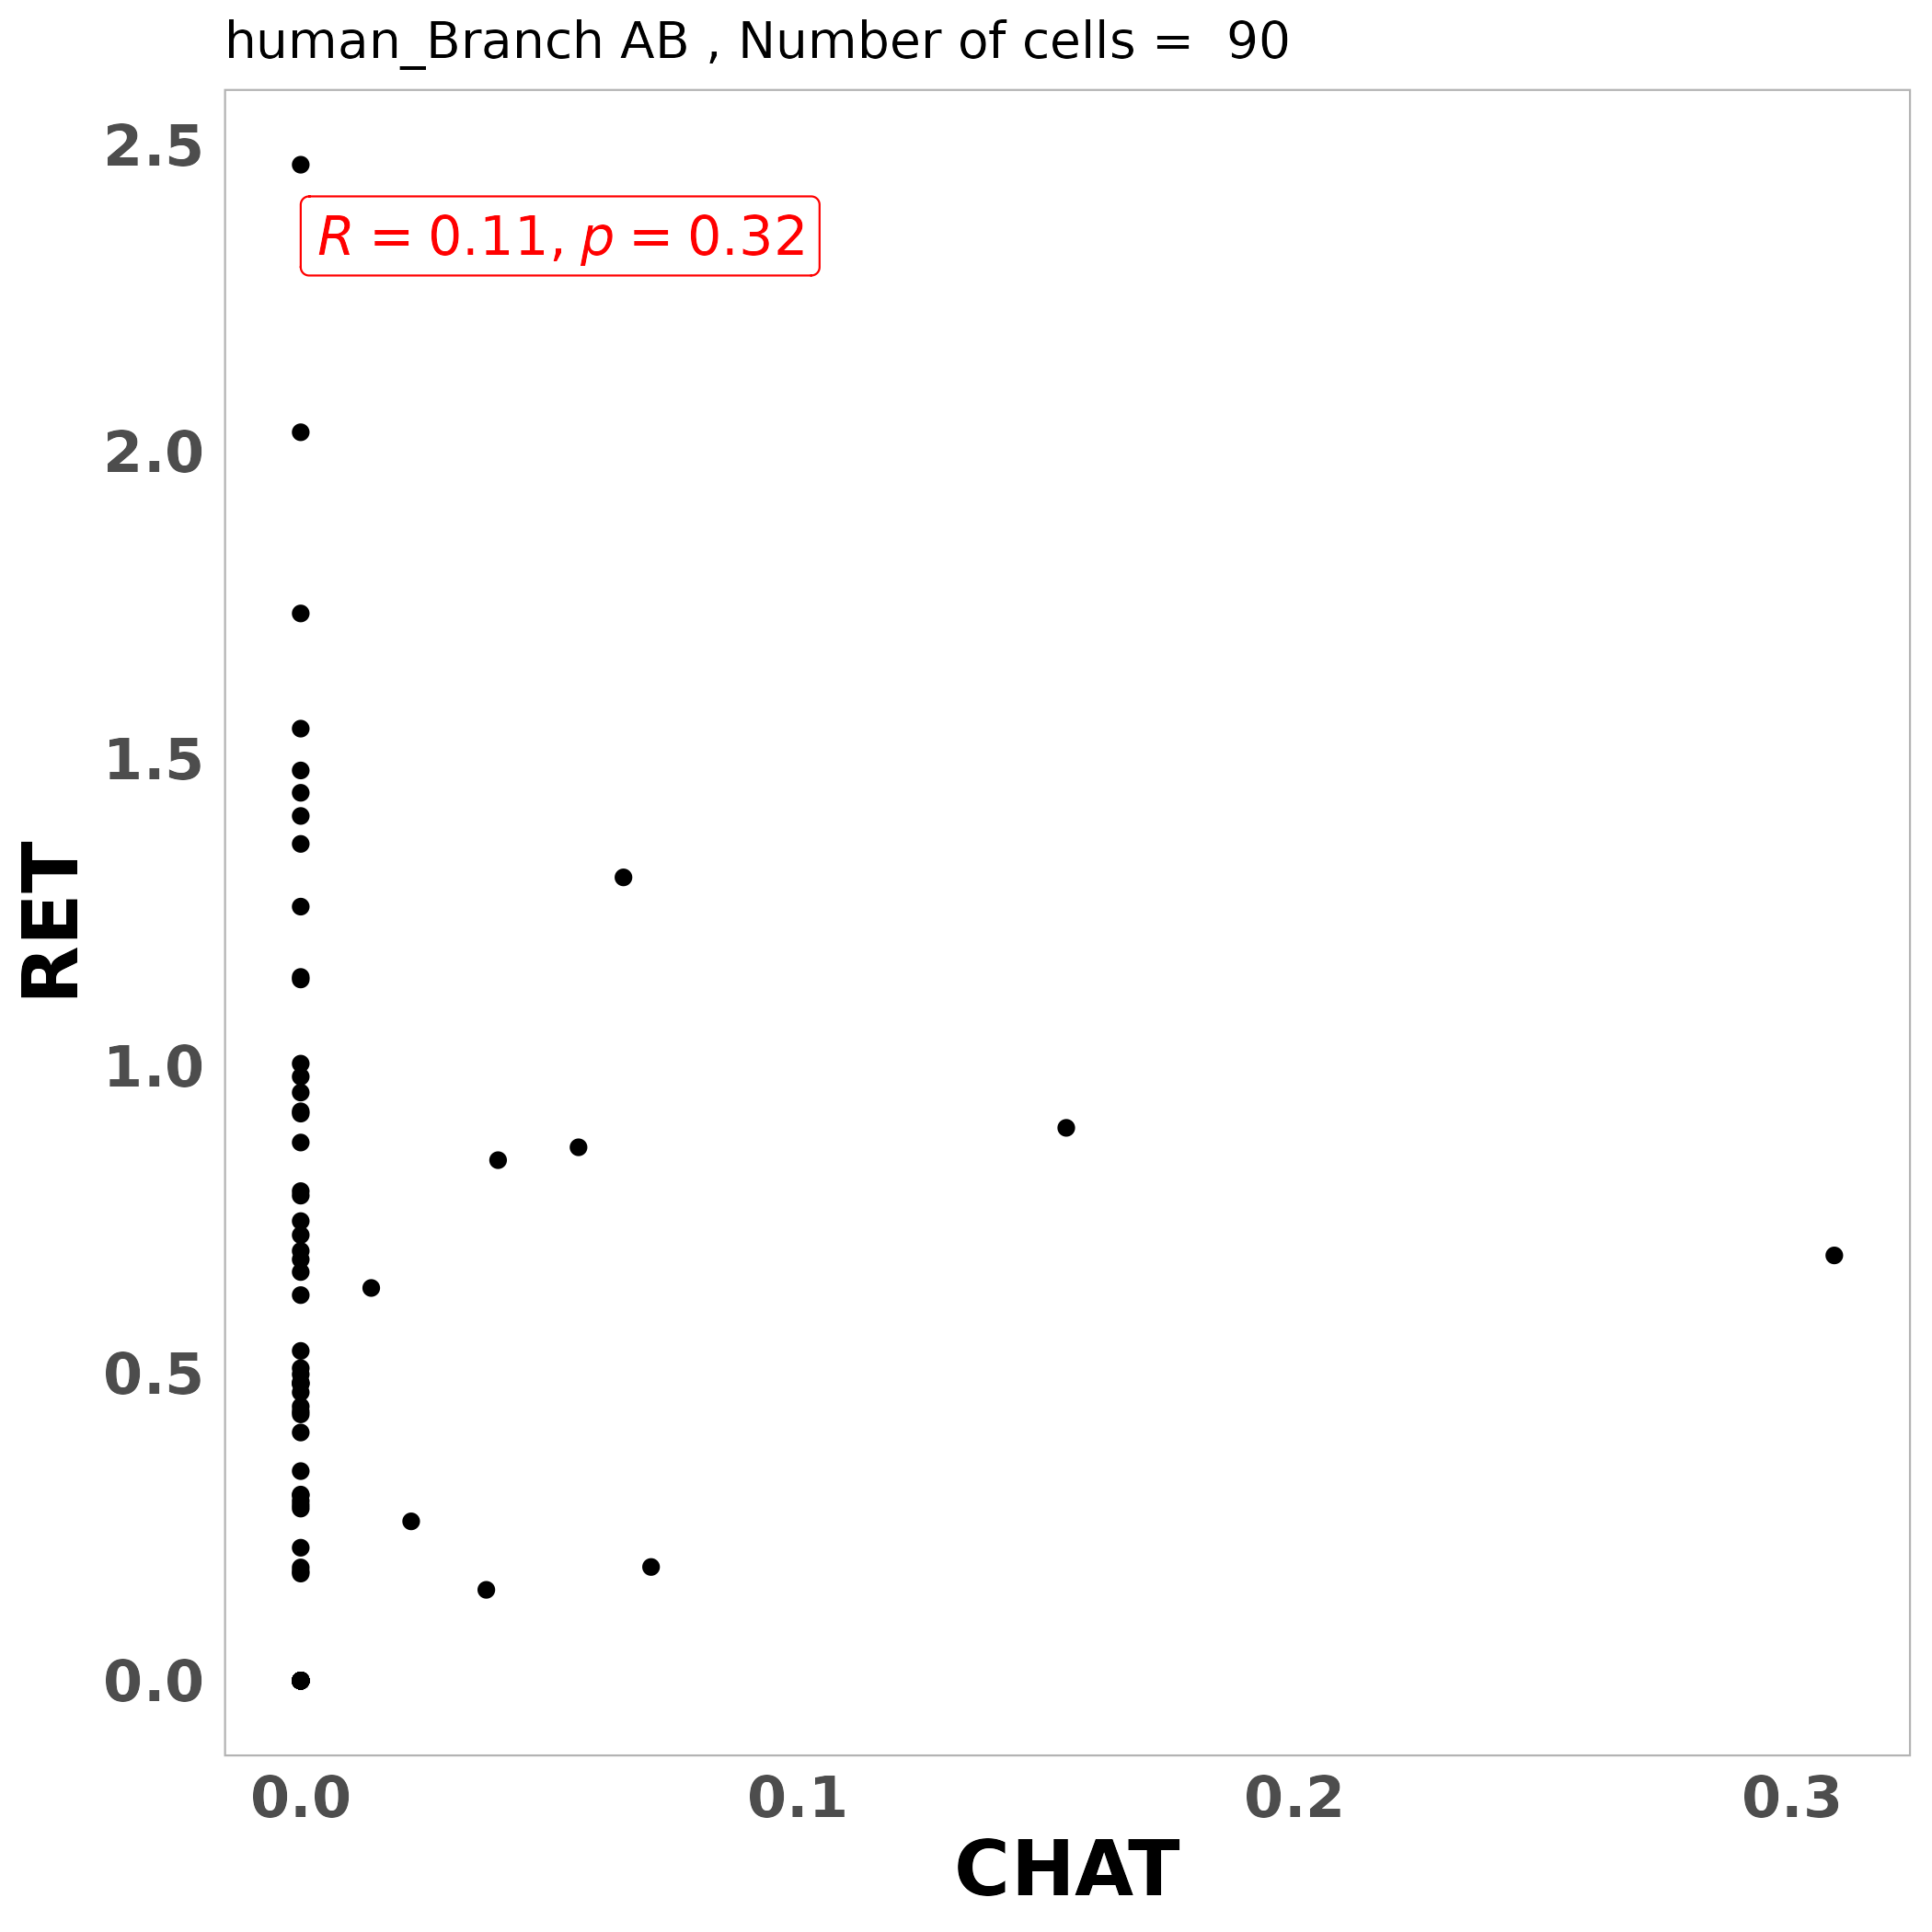 human_Branch AB , Number of cells =  90
2.5
R = 0.11, p = 0.32
2.0
1.5
RET
1.0
0.5
0.0
0.0 0.1 0.2 0.3
CHAT